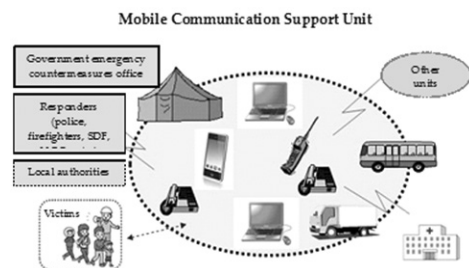 Mobile Communication Support Unit
Government emergency
countermeasures office
Responders
(police,
firefighters, SDF,
Local authorities
Victims
Other
units